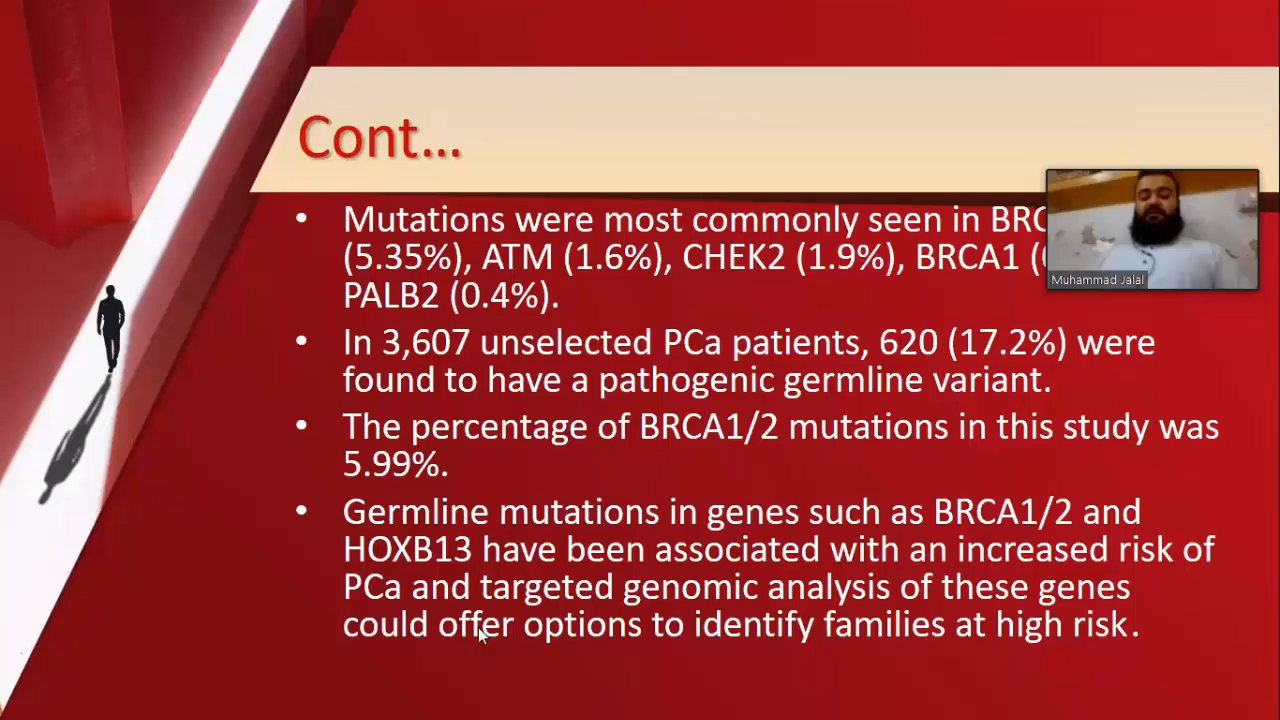 Cont...
• Mutations were most commonly seen in
(5.35%), ATM (1.6%), CHEK2 (1.9%), BRCA1
PALB2 (0.4%).
• In 3,607 unselected PCa patients, 620 (17.2%) were
found to have a pathogenic germline variant.
• The percentage of BRCA1/2 mutations in this study was
5.99%.
• Germline mutations in genes such as BRCA1/2 and
HOXB13 have been associated with an increased risk of
PCa and targeted genomic analysis of these genes
could offer options to identify families at high risk.
Muhammad Jalal